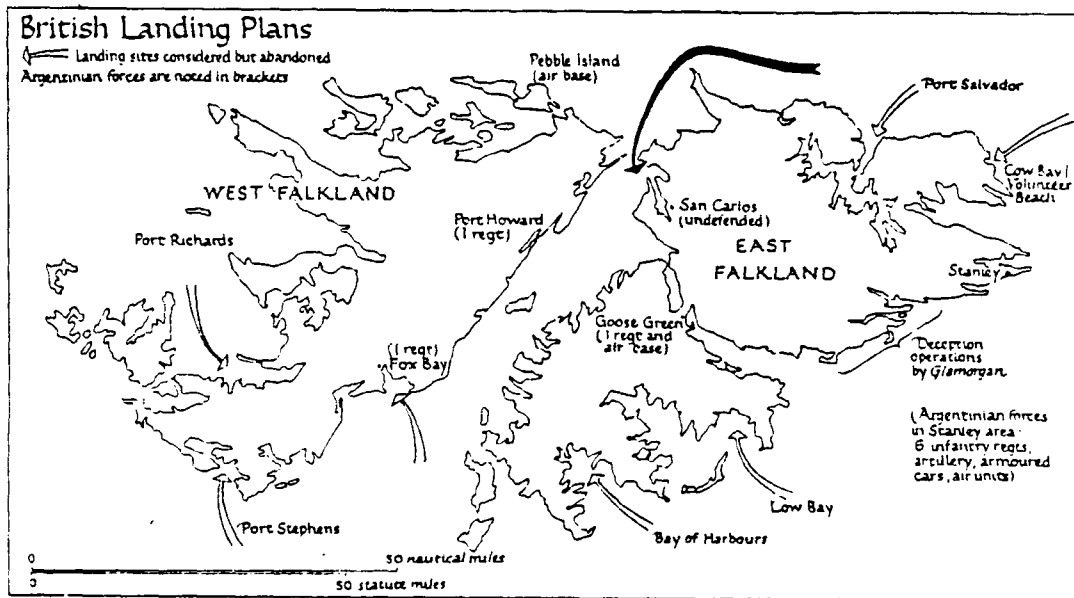 British Landing Plans
Landing sites considered but abandoned
Argentinian forces are noted in brackets
Pebble Island
(air base)
Port Salvador
Cow Bay/
Volunteer
Beach
WEST FALKLAND
San Carlos
(undefended)
Port Howard
(1 regt)
Port Richards
EAST
FALKLAND
Stanley
Goose Green
(1 regt and
air base)
(1 regt)
Fox Bay
Deception
operations
by Glamorgan
(Argentinian forces
in Stanley area:
6 infantry regts,
artillery, armoured
cars, air units)
Low Bay
Port Stephens
Bay of Harbours
0
50 nautical miles
0
50 statute miles